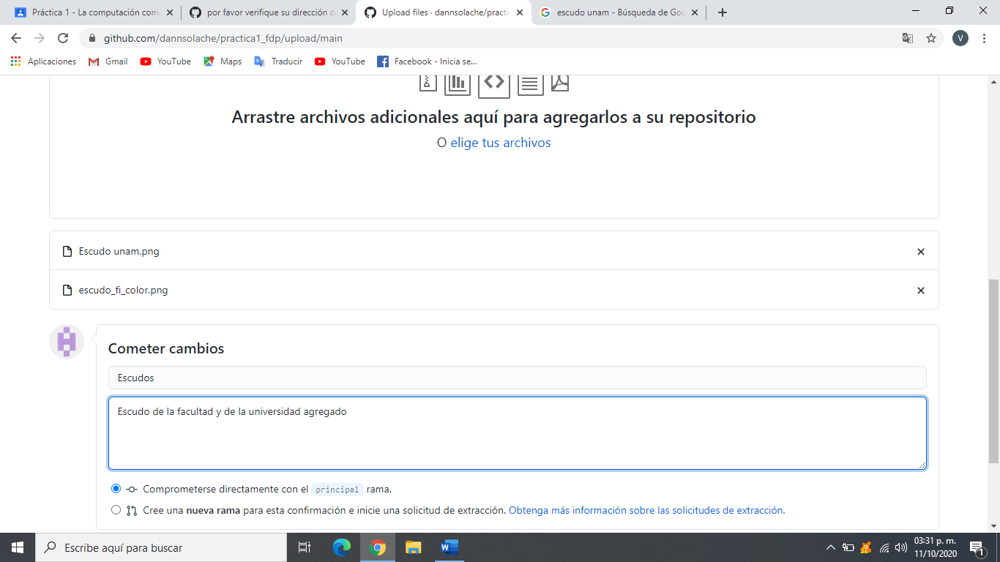 Práctica 1 - La computación com
por favor verifique su dirección d
Upload files · dannsolache/practi
escudo unam - Búsqueda de Goo
github.com/dannsolache/practica1_fdp/upload/main
V
Aplicaciones
Gmail
YouTube
Maps
Traducir
YouTube
Facebook - Inicia se...
Arrastre archivos adicionales aquí para agregarlos a su repositorio
O elige tus archivos
Escudo unam.png
escudo_fi_color.png
Cometer cambios
Escudos
Escudo de la facultad y de la universidad agregado
Comprometerse directamente con el principal rama.
Cree una nueva rama para esta confirmación e inicie una solicitud de extracción. Obtenga más información sobre las solicitudes de extracción.
Escribe aquí para buscar
03:31 p. m.
11/10/2020
1